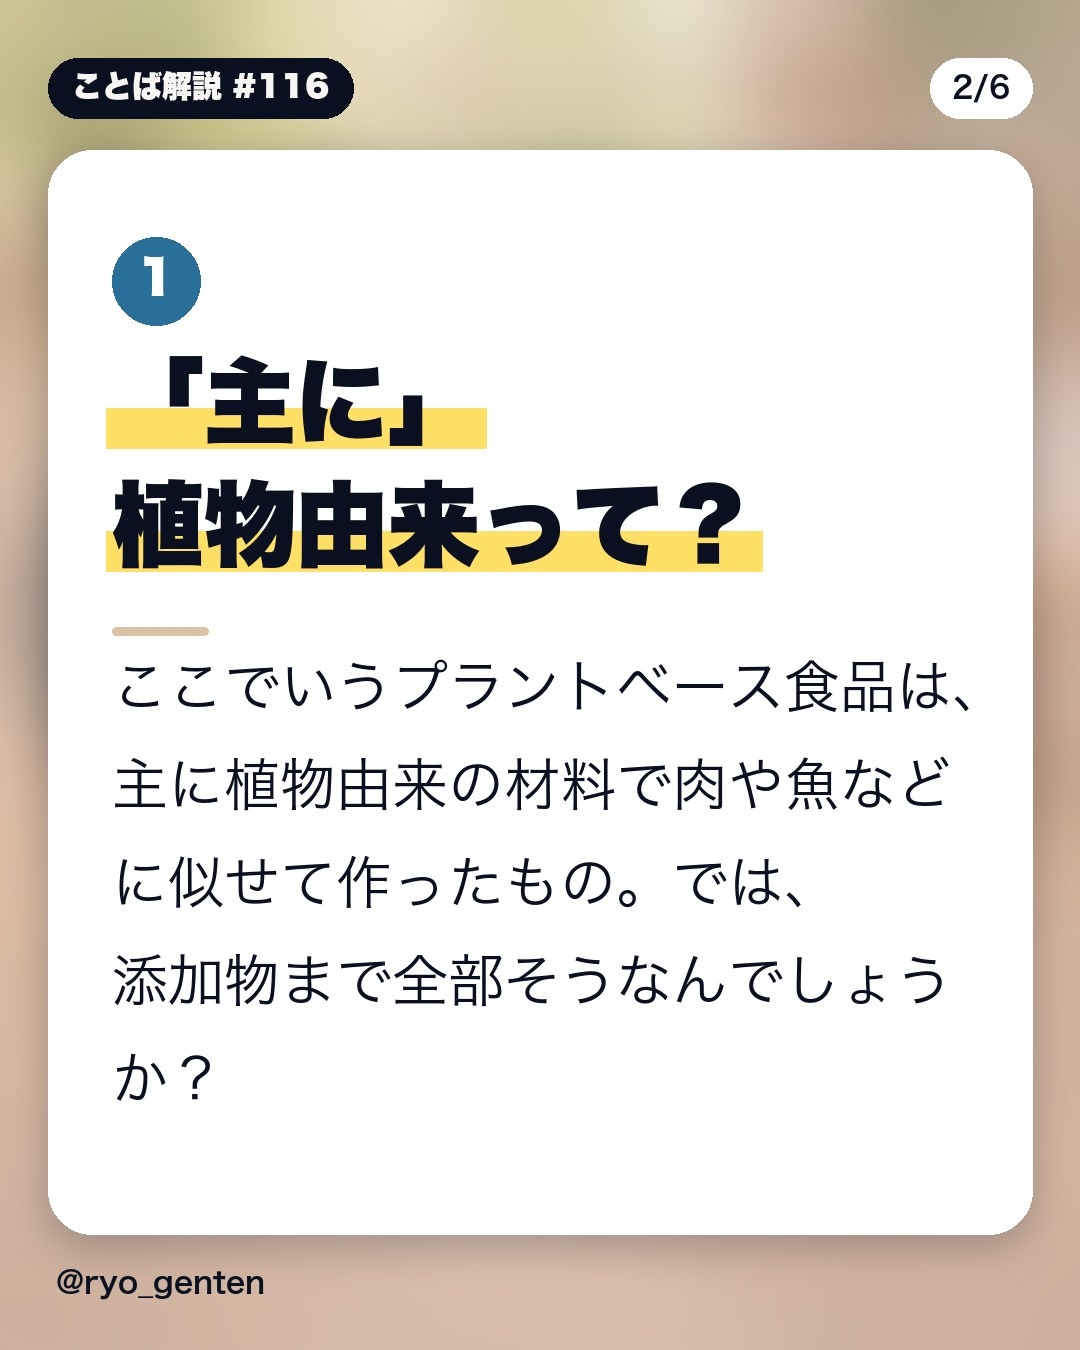 ことば解説 #116
2/6
1
「主に」
植物由来って？
ここでいうプラントベース食品は、
主に植物由来の材料で肉や魚など
に似せて作ったもの。では、
添加物まで全部そうなんでしょう
か？
@ryo_genten